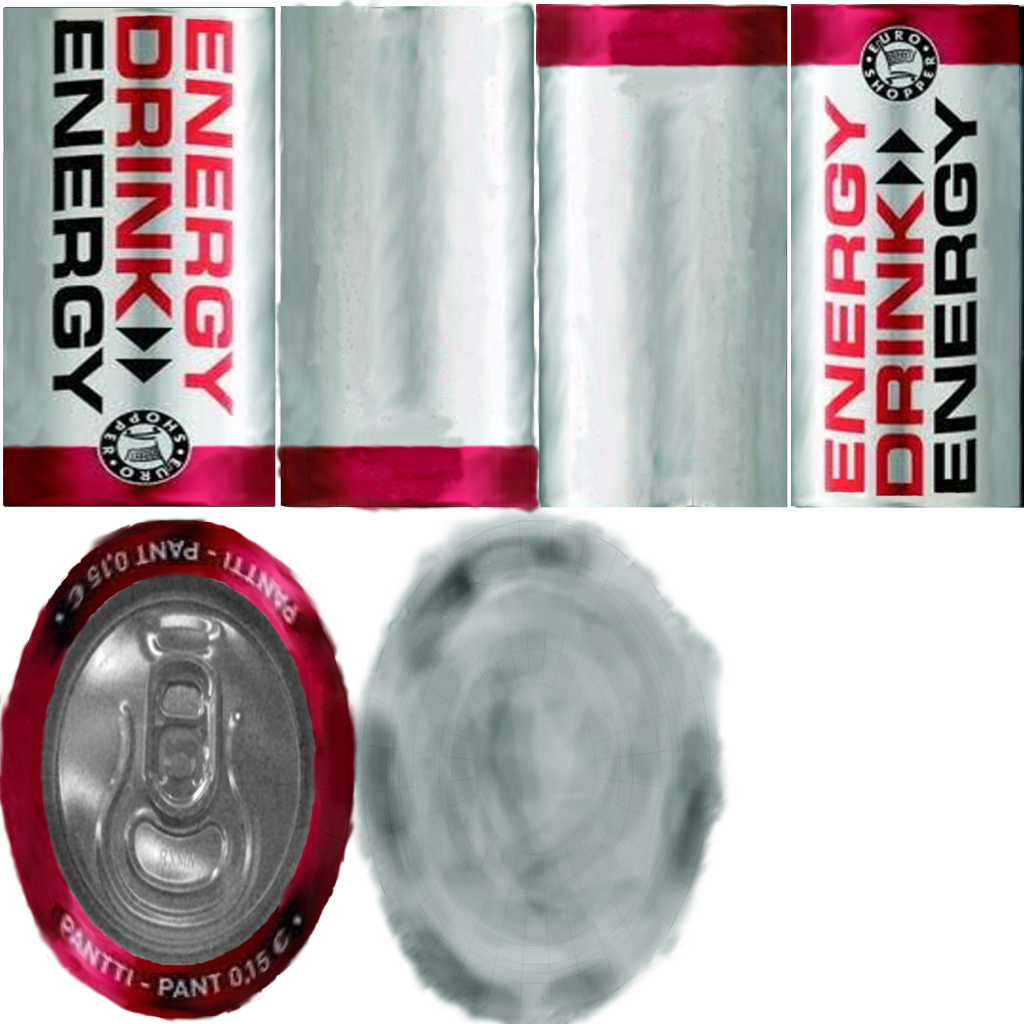 ENERGY
DRINK
ENERGY
EURO SHOPPER
EURO SHOPPER
ENERGY
DRINK
ENERGY
PANTTI - PANT 0,15 €
PANTTI - PANT 0,15 €